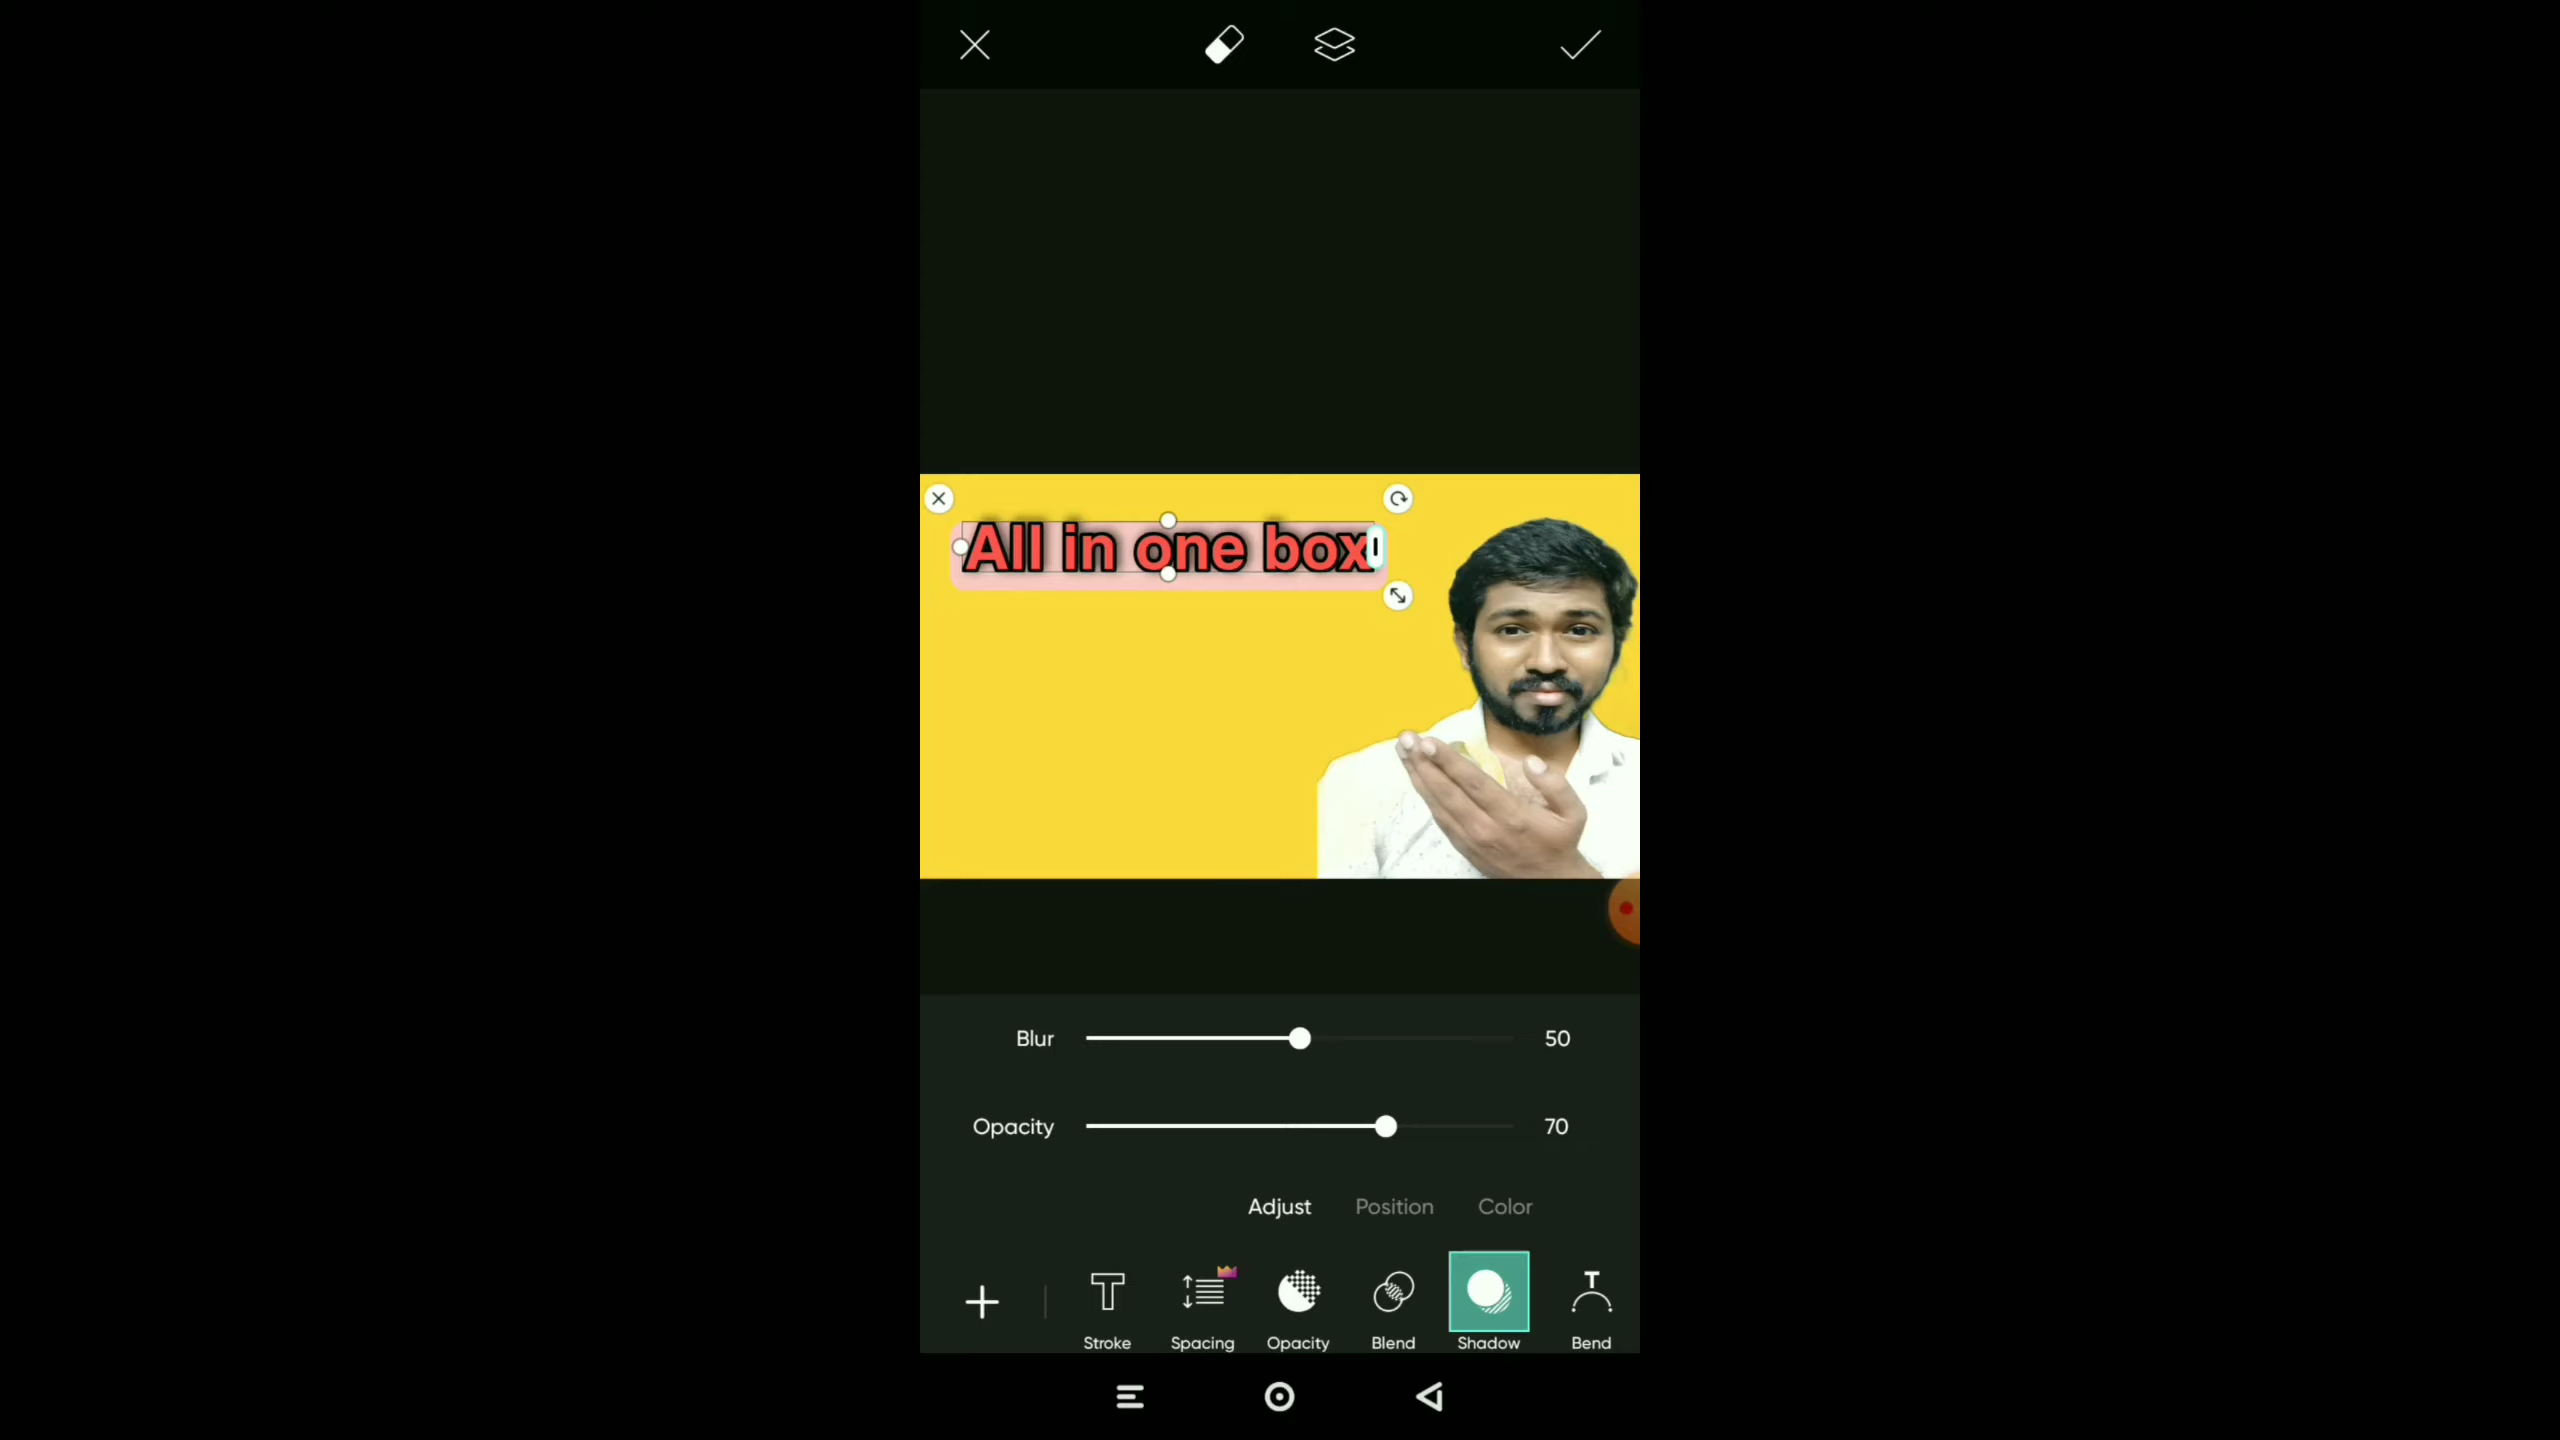 All in one box
Blur 50
Opacity 70
Adjust Position Color
Stroke Spacing Opacity Blend Shadow Bend